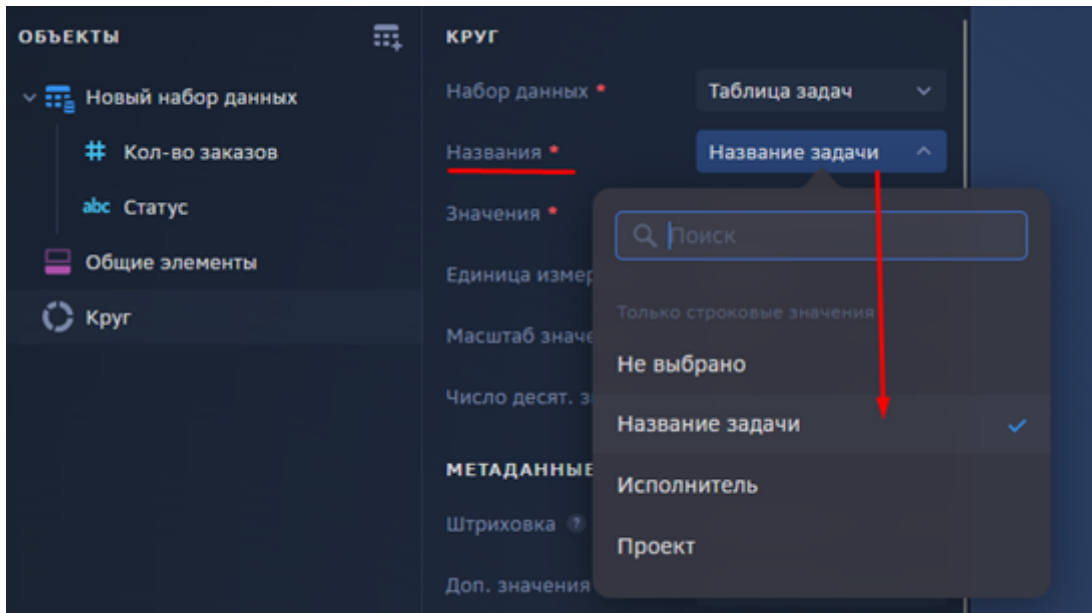 ОБЪЕКТЫ
Новый набор данных
# Кол-во заказов
abc Статус
Общие элементы
Круг
КРУГ
Набор данных * Таблица задач
Названия * Название задачи
Значения *
Единица измер
Масштаб значе
Число десят. з
МЕТАДАННЫЕ
Штриховка ?
Доп. значения
Поиск
Только строковые значения
Не выбрано
Название задачи
Исполнитель
Проект